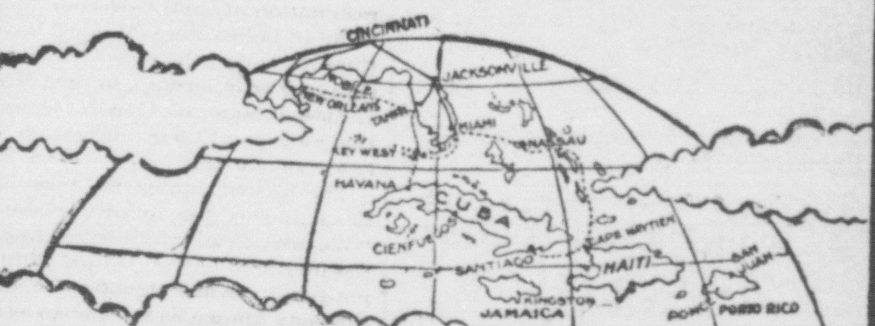 CINCINNATI
JACKSONVILLE
MOBILE
NEW ORLEANS
TAMPA
MIAMI
KEY WEST
NASSAU
HAVANA
CUBA
CIENFUEGOS
CAPE HAYTIEN
SANTIAGO
HAITI
SAN
JUAN
KINGSTON
JAMAICA
PONCE
PORTO RICO